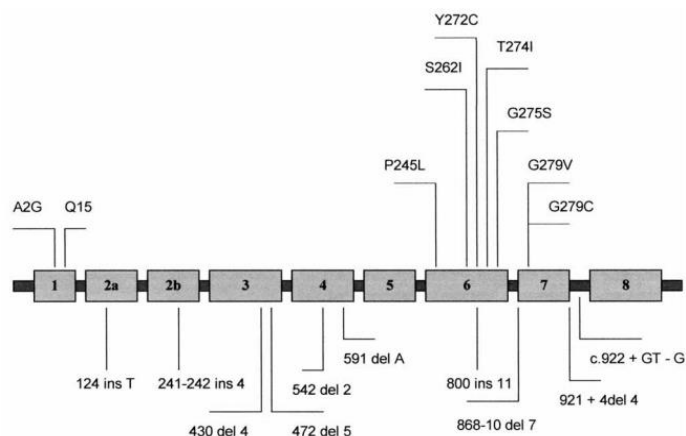 Y272C
T274I
S262I
G275S
P245L
G279V
A2G
Q15
G279C
1
2a
2b
3
4
5
6
7
8
591 del A
c.922 + GT - G
124 ins T
241-242 ins 4
542 del 2
800 ins 11
921 + 4del 4
430 del 4
472 del 5
868-10 del 7